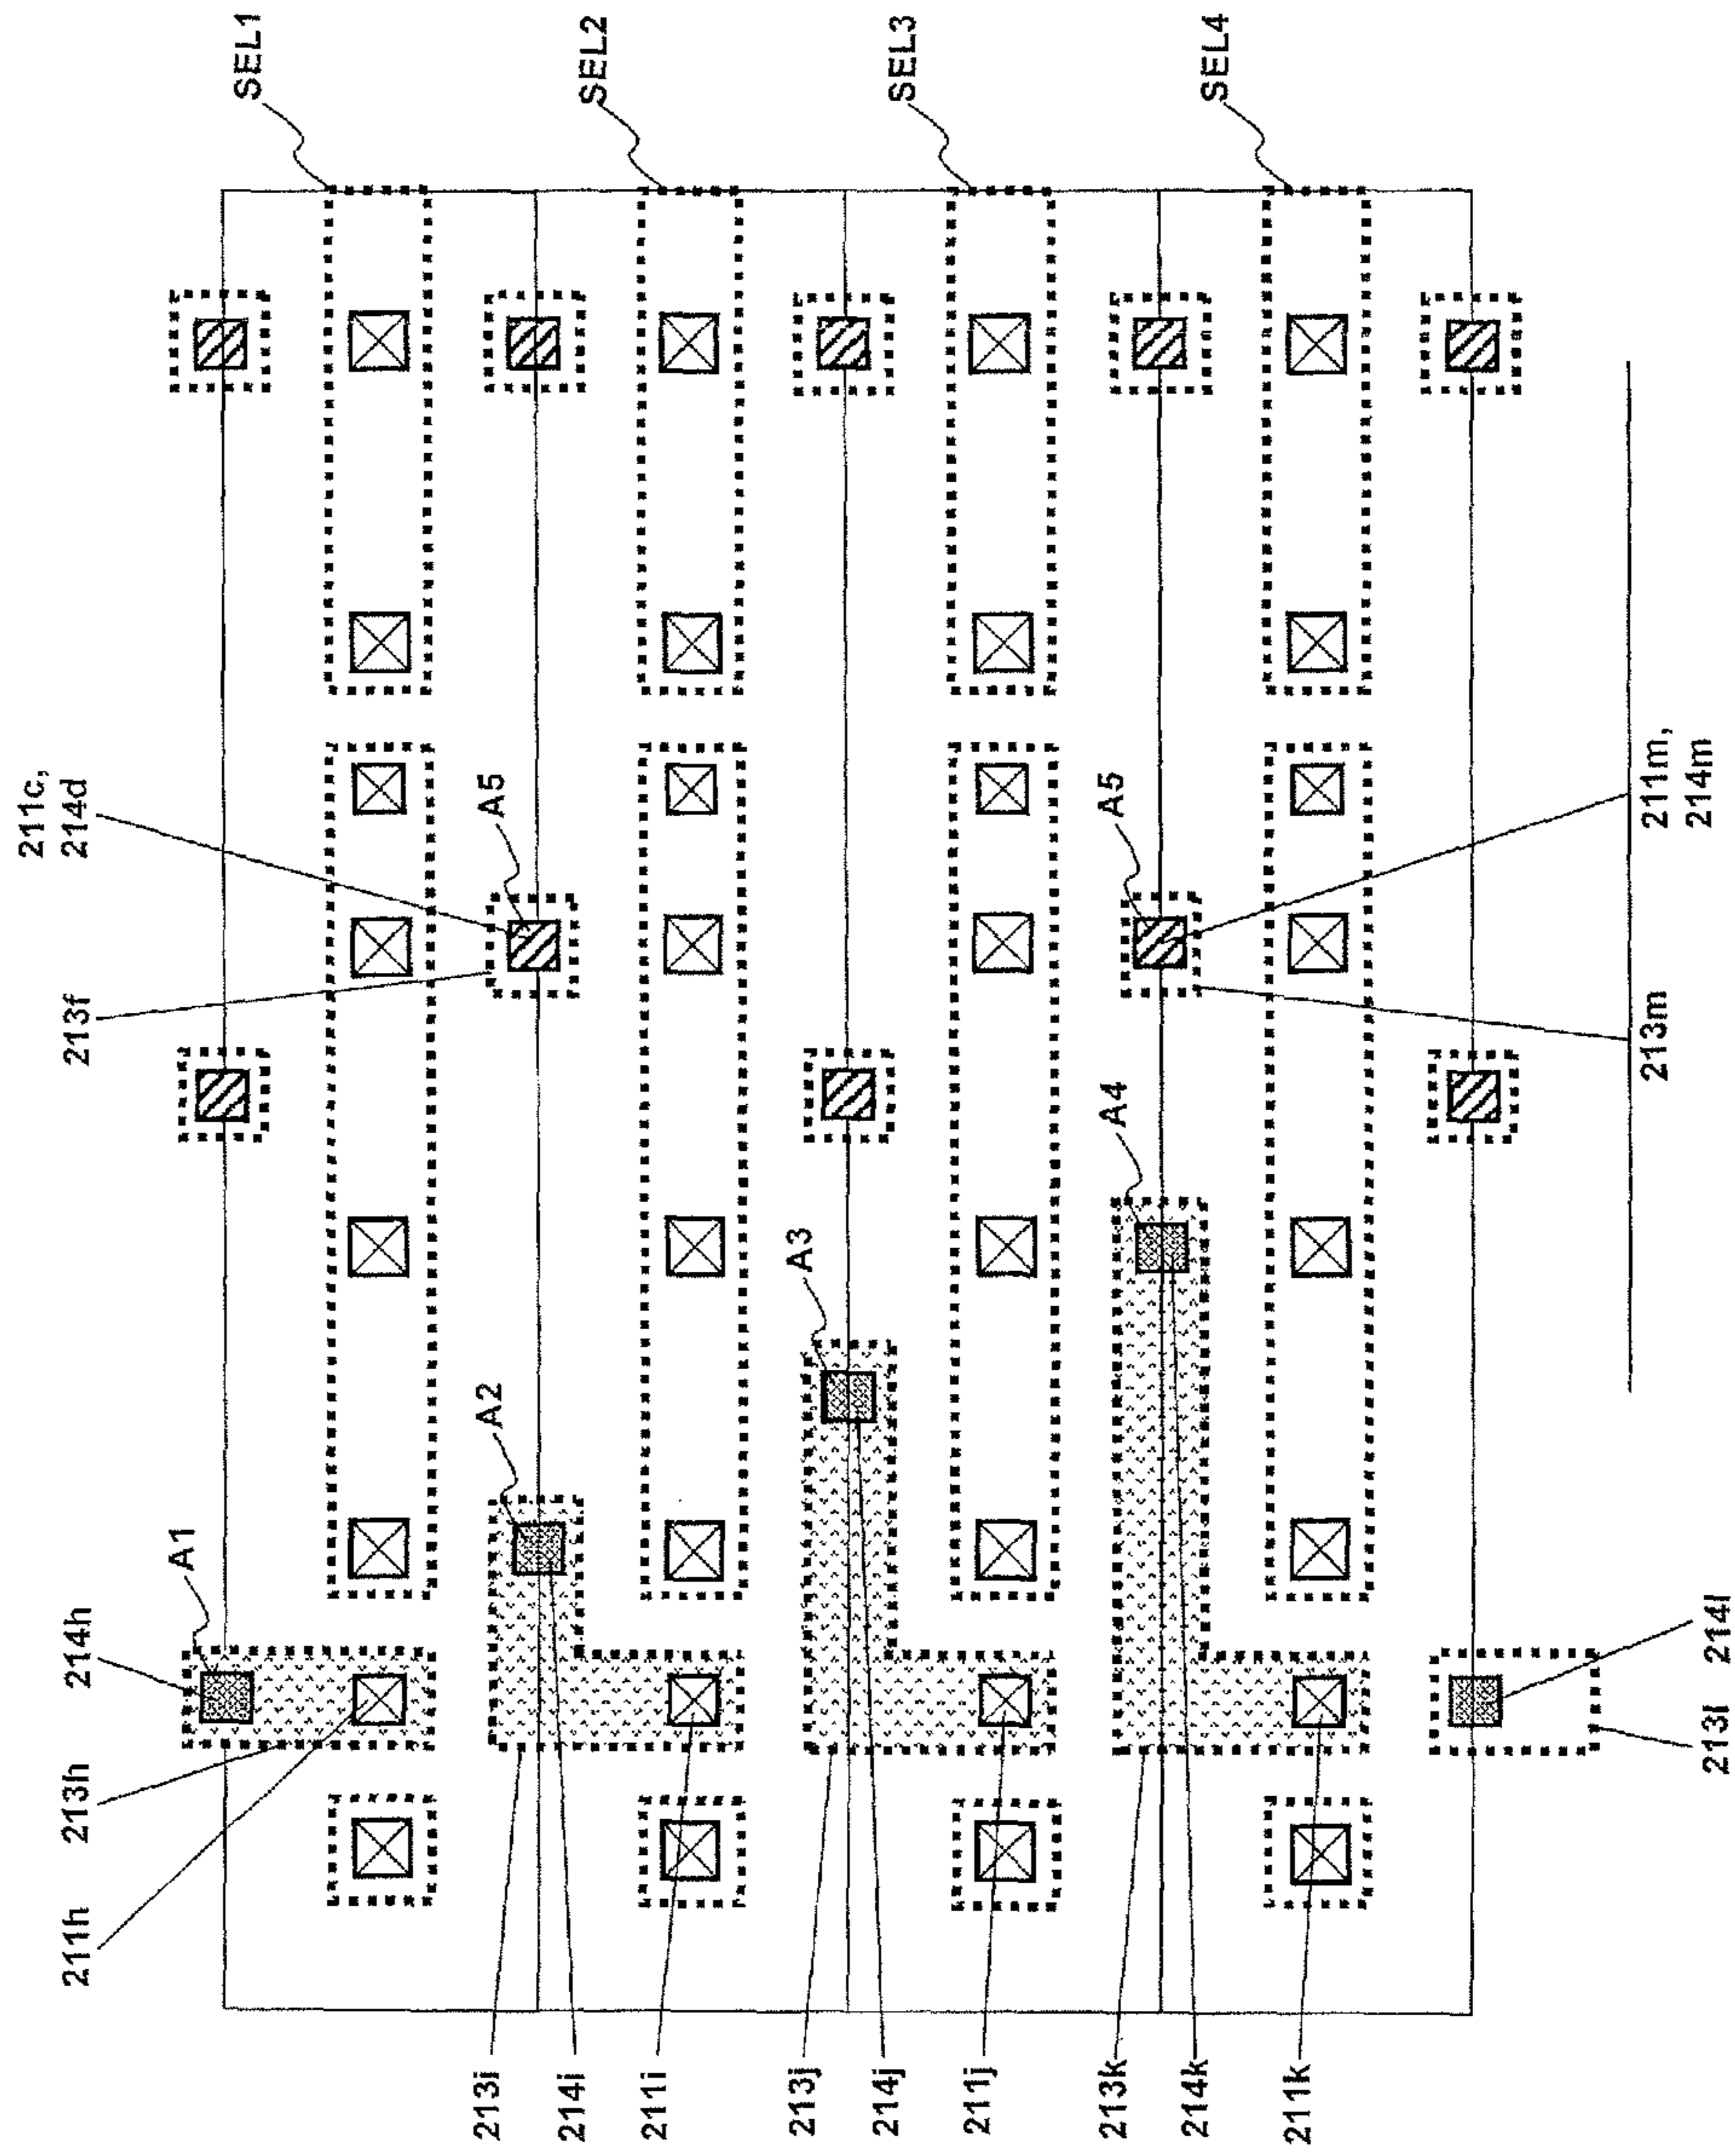 SEL1
SEL2
SEL3
SEL4
211c,
214d
A5
213f
A5
211m,
214m
213m
A4
A3
A2
A1
214h
213h
211h
214l
213l
213i
214i
211i
213j
214j
211j
213k
214k
211k